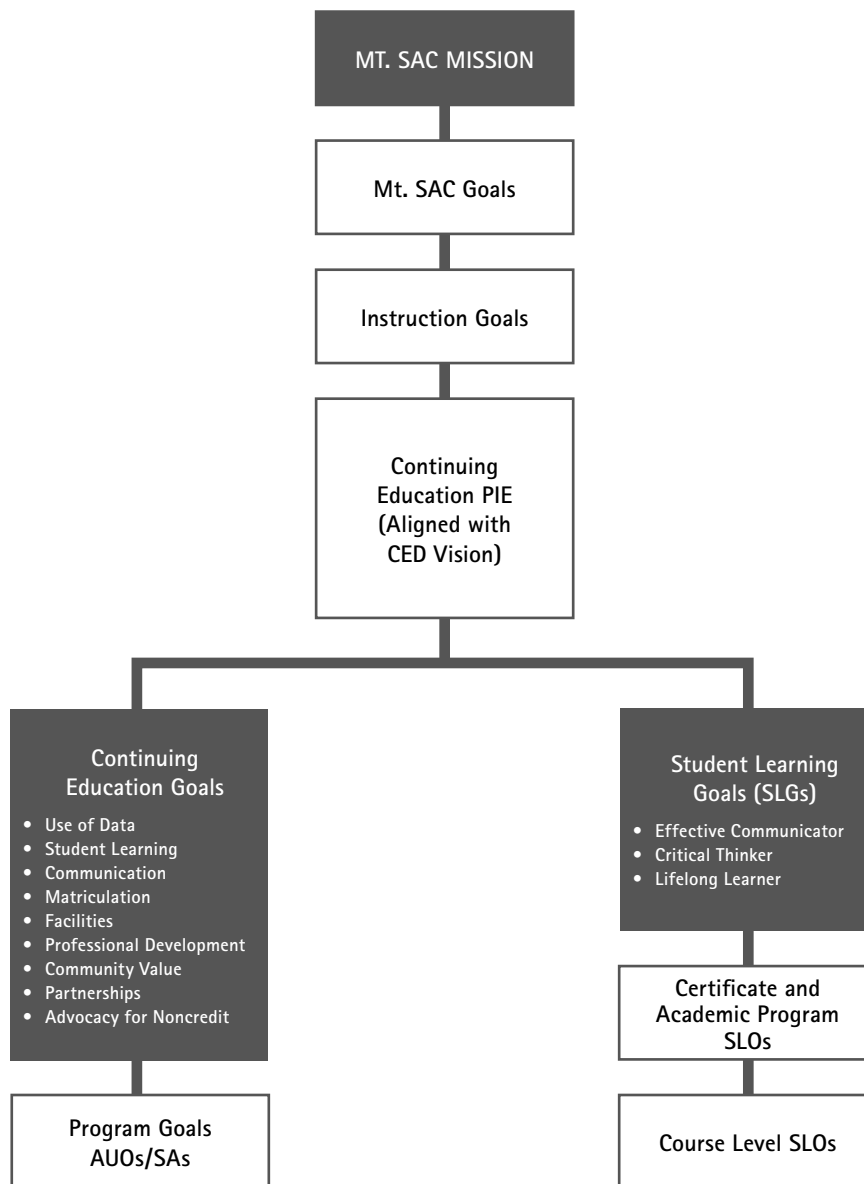 MT. SAC MISSION
Mt. SAC Goals
Instruction Goals
Continuing
Education PIE
(Aligned with
CED Vision)
Continuing
Education Goals
• Use of Data
• Student Learning
• Communication
• Matriculation
• Facilities
• Professional Development
• Community Value
• Partnerships
• Advocacy for Noncredit
Program Goals
AUOs/SAs
Student Learning
Goals (SLGs)
• Effective Communicator
• Critical Thinker
• Lifelong Learner
Certificate and
Academic Program
SLOs
Course Level SLOs